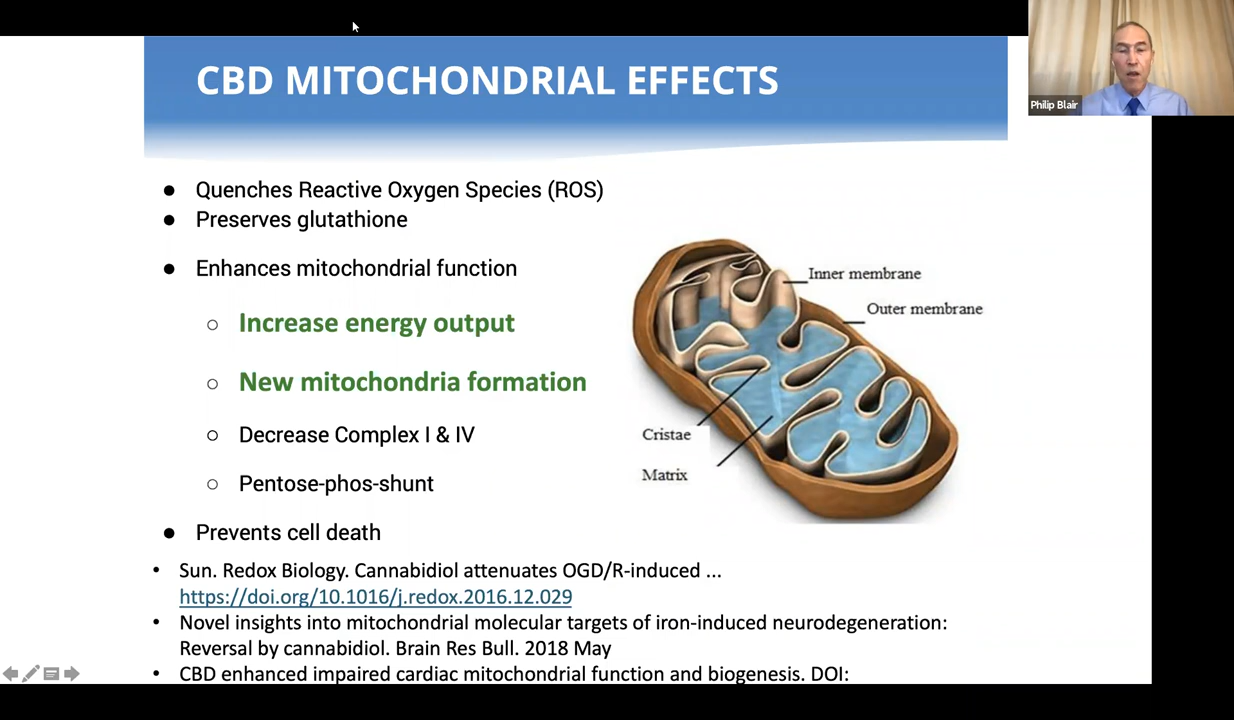 CBD MITOCHONDRIAL EFFECTS
Philip Blair
● Quenches Reactive Oxygen Species (ROS)
● Preserves glutathione
● Enhances mitochondrial function
○ Increase energy output
○ New mitochondria formation
○ Decrease Complex I & IV
○ Pentose-phos-shunt
● Prevents cell death
Inner membrane
Outer membrane
Cristae
Matrix
• Sun. Redox Biology. Cannabidiol attenuates OGD/R-induced ...
https://doi.org/10.1016/j.redox.2016.12.029
• Novel insights into mitochondrial molecular targets of iron-induced neurodegeneration:
Reversal by cannabidiol. Brain Res Bull. 2018 May
• CBD enhanced impaired cardiac mitochondrial function and biogenesis. DOI: